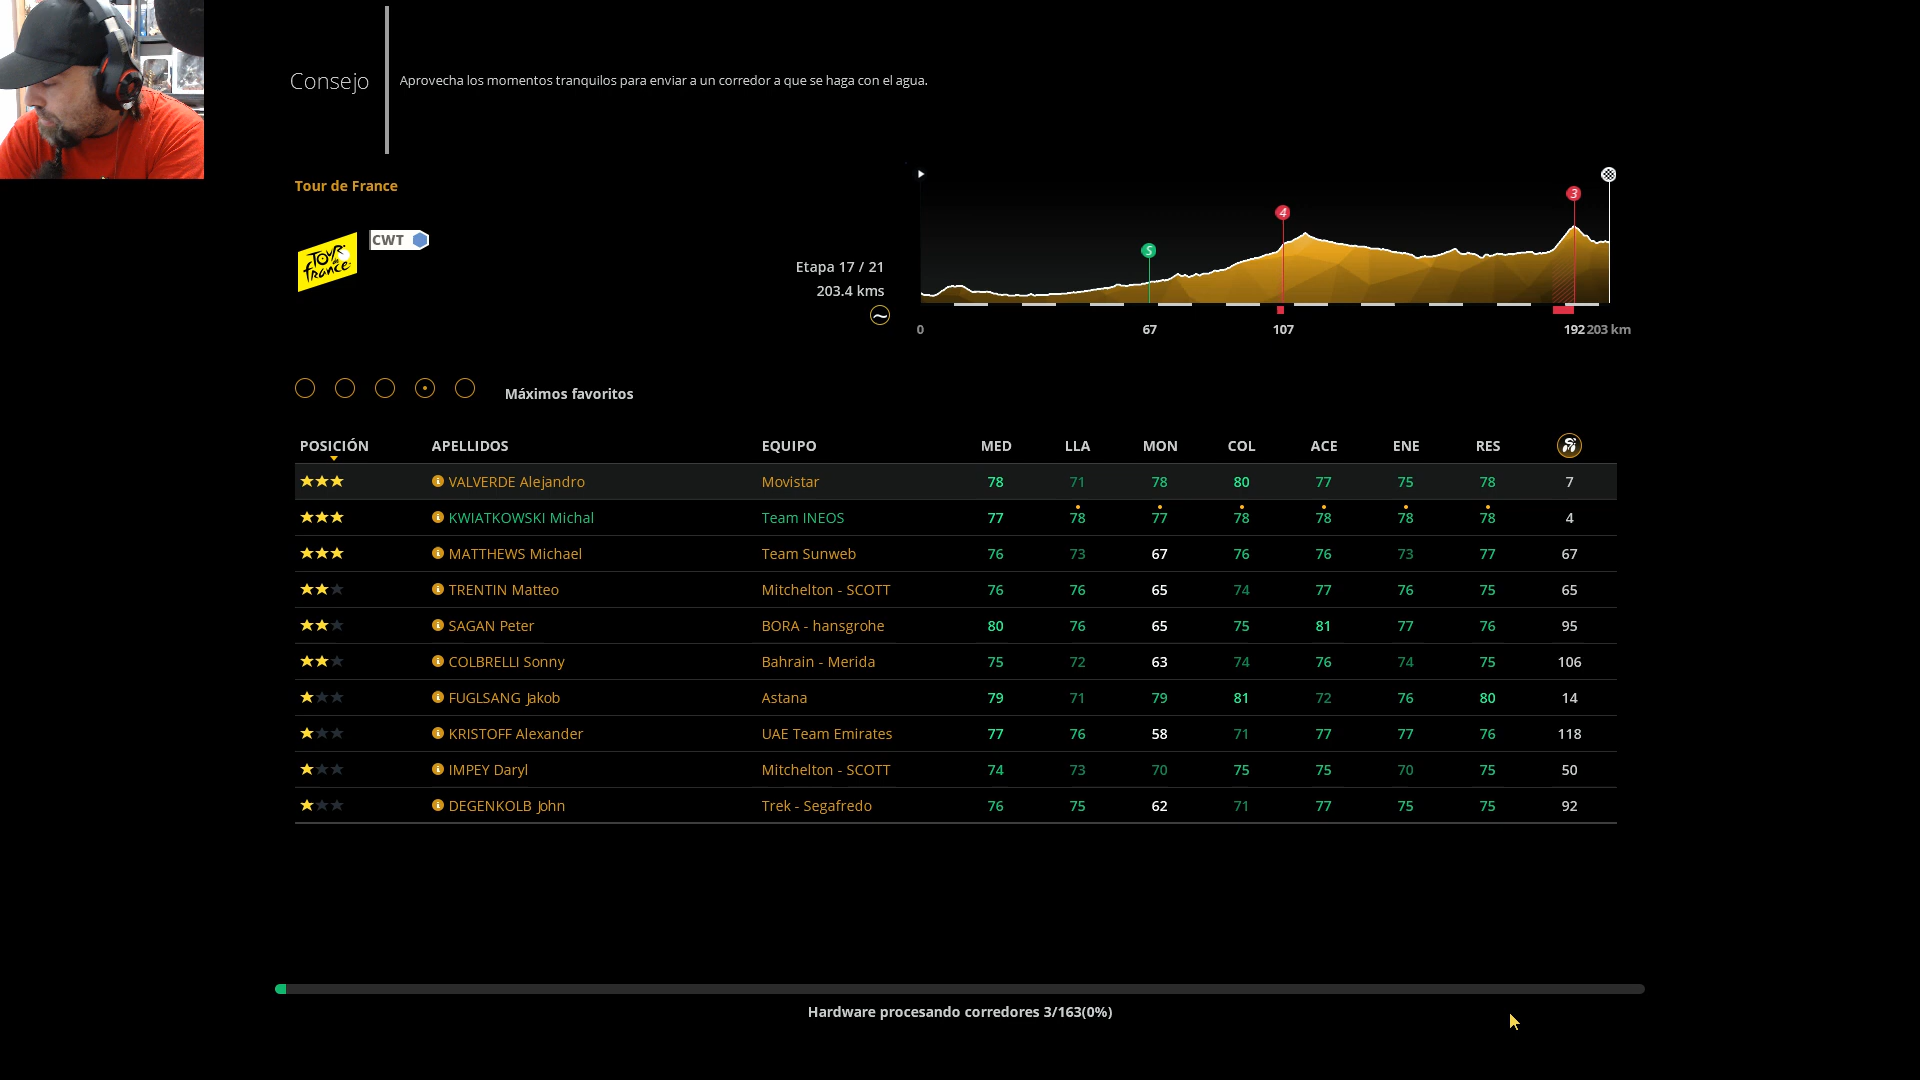 Consejo
Aprovecha los momentos tranquilos para enviar a un corredor a que se haga con el agua.
Tour de France
TOUR de france
CWT
Etapa 17 / 21
203.4 kms
S
4
3
0 67 107 192 203 km
Máximos favoritos
POSICIÓN APELLIDOS EQUIPO MED LLA MON COL ACE ENE RES
VALVERDE Alejandro Movistar 78 71 78 80 77 75 78 7
KWIATKOWSKI Michal Team INEOS 77 78 77 78 78 78 78 4
MATTHEWS Michael Team Sunweb 76 73 67 76 76 73 77 67
TRENTIN Matteo Mitchelton - SCOTT 76 76 65 74 77 76 75 65
SAGAN Peter BORA - hansgrohe 80 76 65 75 81 77 76 95
COLBRELLI Sonny Bahrain - Merida 75 72 63 74 76 74 75 106
FUGLSANG Jakob Astana 79 71 79 81 72 76 80 14
KRISTOFF Alexander UAE Team Emirates 77 76 58 71 77 77 76 118
IMPEY Daryl Mitchelton - SCOTT 74 73 70 75 75 70 75 50
DEGENKOLB John Trek - Segafredo 76 75 62 71 77 75 75 92
Hardware procesando corredores 3/163(0%)